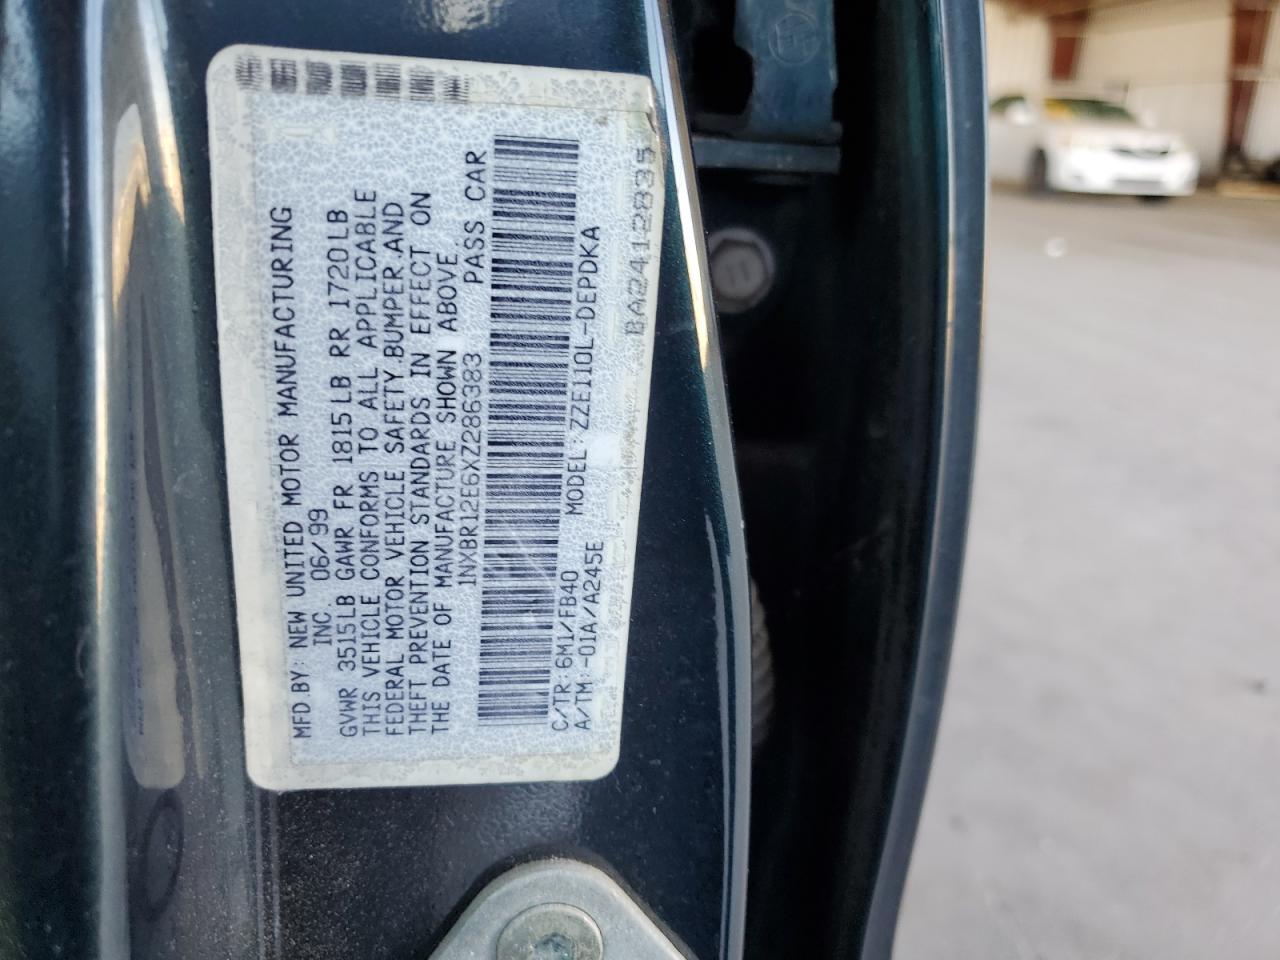 MFD.BY: NEW UNITED MOTOR MANUFACTURING
INC. 06/99
GVWR 3515LB GAWR FR 1815LB RR 1720LB
THIS VEHICLE CONFORMS TO ALL APPLICABLE
FEDERAL MOTOR VEHICLE SAFETY.BUMPER.AND
THEFT PREVENTION STANDARDS IN EFFECT ON
THE DATE OF MANUFACTURE SHOWN ABOVE.
1NXBR12E6XZ286383 PASS CAR
C/TR:6M1/FB40 MODEL:ZZE110L-DEPDKA
A/TM:-01A/A245E
BA2412835